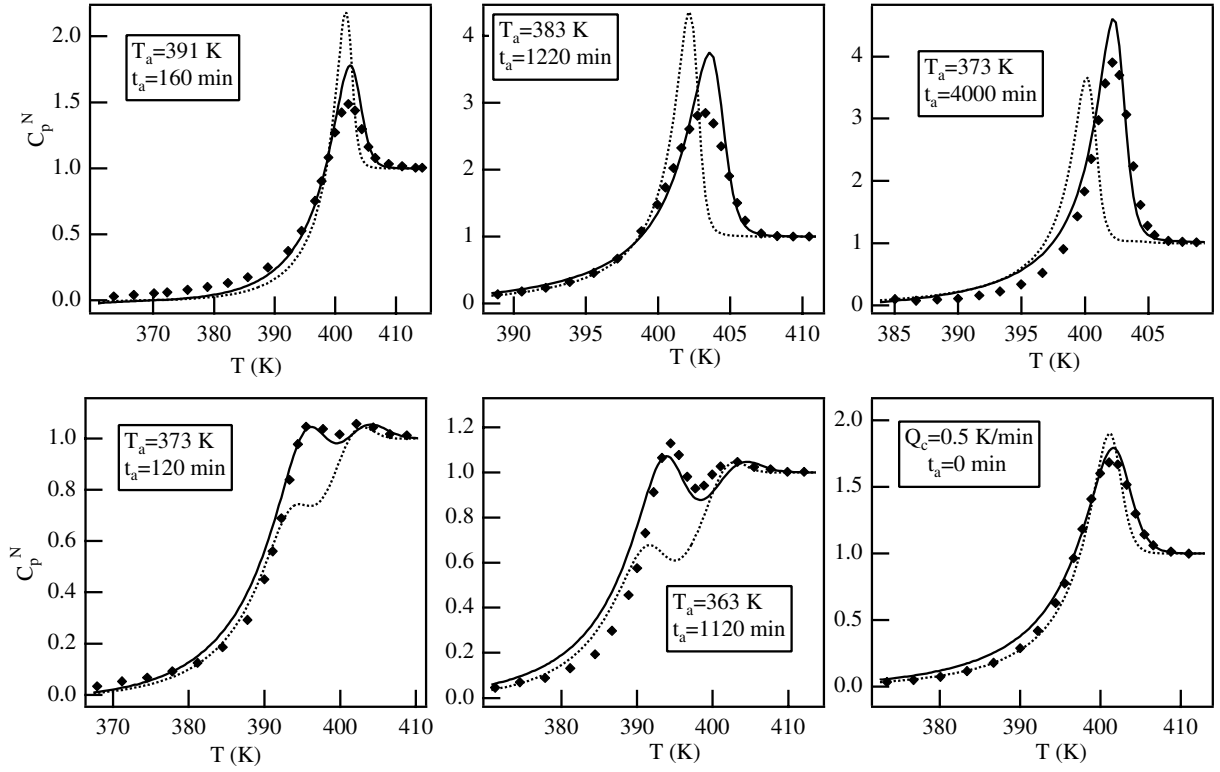 2.0
1.5
1.0
0.5
0.0
C_p^N
T_a=391 K
t_a=160 min
370 380 390 400 410
T (K)
4
3
2
1
0
T_a=383 K
t_a=1220 min
390 395 400 405 410
T (K)
4
3
2
1
0
T_a=373 K
t_a=4000 min
385 390 395 400 405
T (K)
1.0
0.8
0.6
0.4
0.2
0.0
C_p^N
T_a=373 K
t_a=120 min
370 380 390 400 410
T (K)
1.2
1.0
0.8
0.6
0.4
0.2
0.0
T_a=363 K
t_a=1120 min
380 390 400 410
T (K)
2.0
1.5
1.0
0.5
0.0
Q_c=0.5 K/min
t_a=0 min
380 390 400 410
T (K)